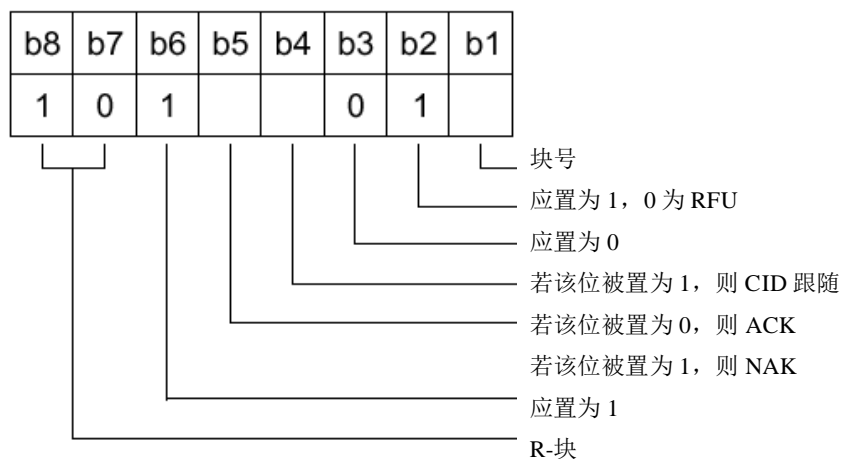 b8 b7 b6 b5 b4 b3 b2 b1
1 0 1 0 1
块号
应置为 1，0 为 RFU
应置为 0
若该位被置为 1，则 CID 跟随
若该位被置为 0，则 ACK
若该位被置为 1，则 NAK
应置为 1
R-块